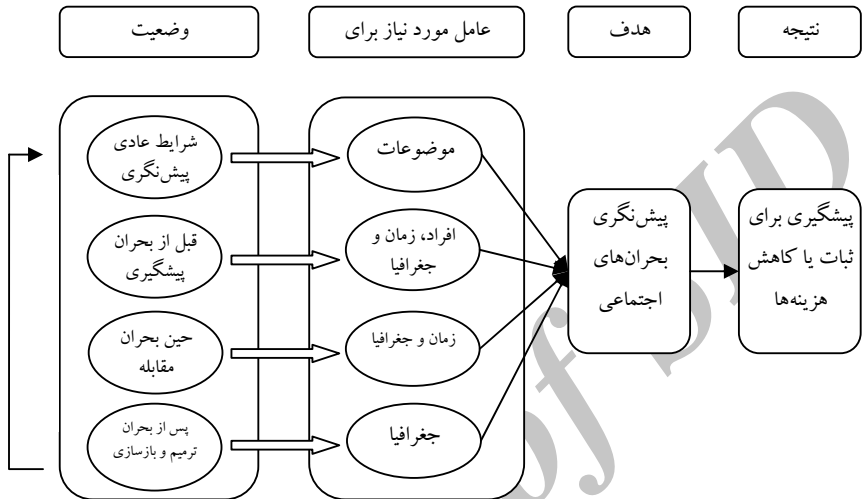 وضعیت
عامل مورد نیاز برای
هدف
نتیجه
شرایط عادی
پیش‌نگری
قبل از بحران
پیشگیری
حین بحران
مقابله
پس از بحران
ترمیم و بازسازی
موضوعات
افراد، زمان و
جغرافیا
زمان و جغرافیا
جغرافیا
پیش‌نگری
بحران‌های
اجتماعی
پیشگیری برای
ثبات یا کاهش
هزینه‌ها
of SID